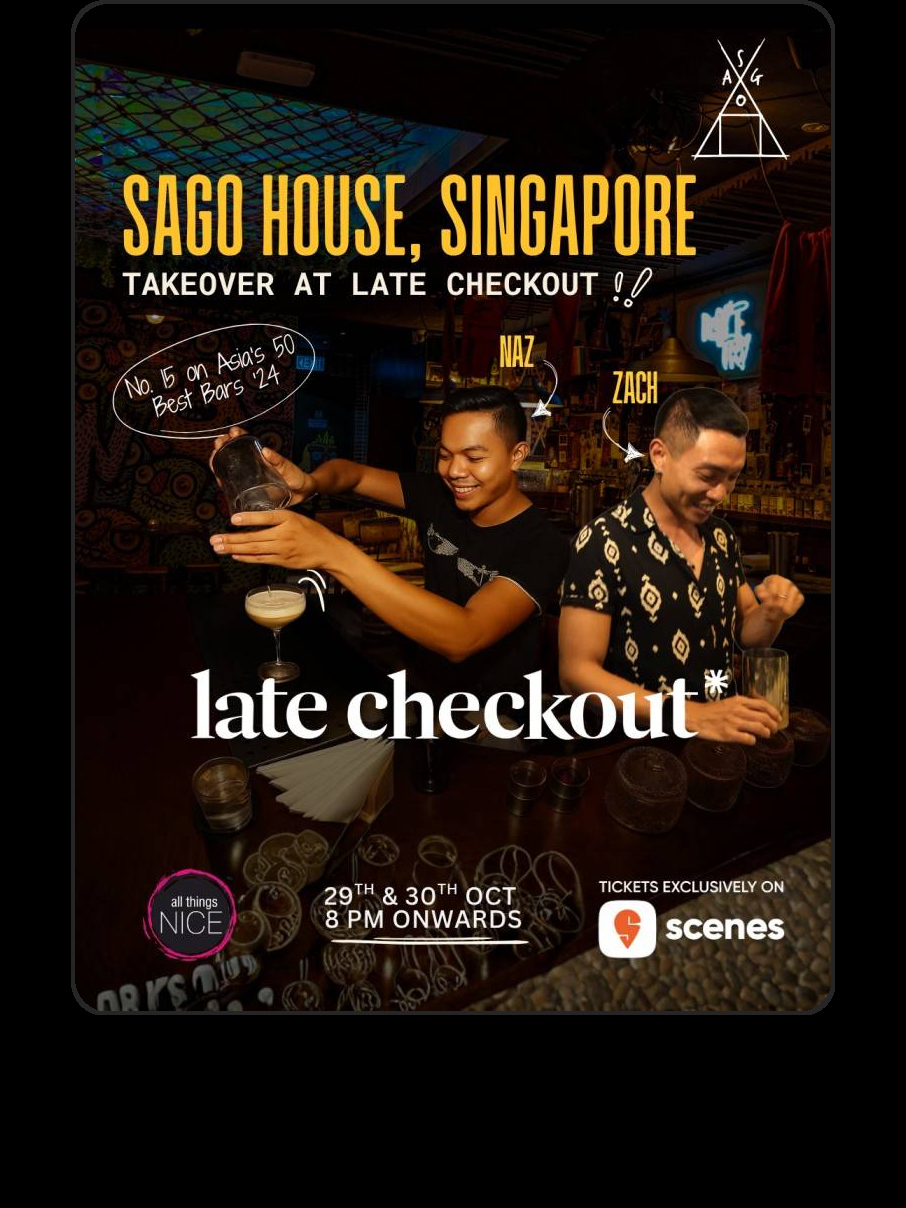 S
A G
O
SAGO HOUSE, SINGAPORE
TAKEOVER AT LATE CHECKOUT !!
No. 15 on Asia's 50
Best Bars '24
NAZ
ZACH
late checkout*
all things
NICE
29TH & 30TH OCT
8 PM ONWARDS
TICKETS EXCLUSIVELY ON
scenes